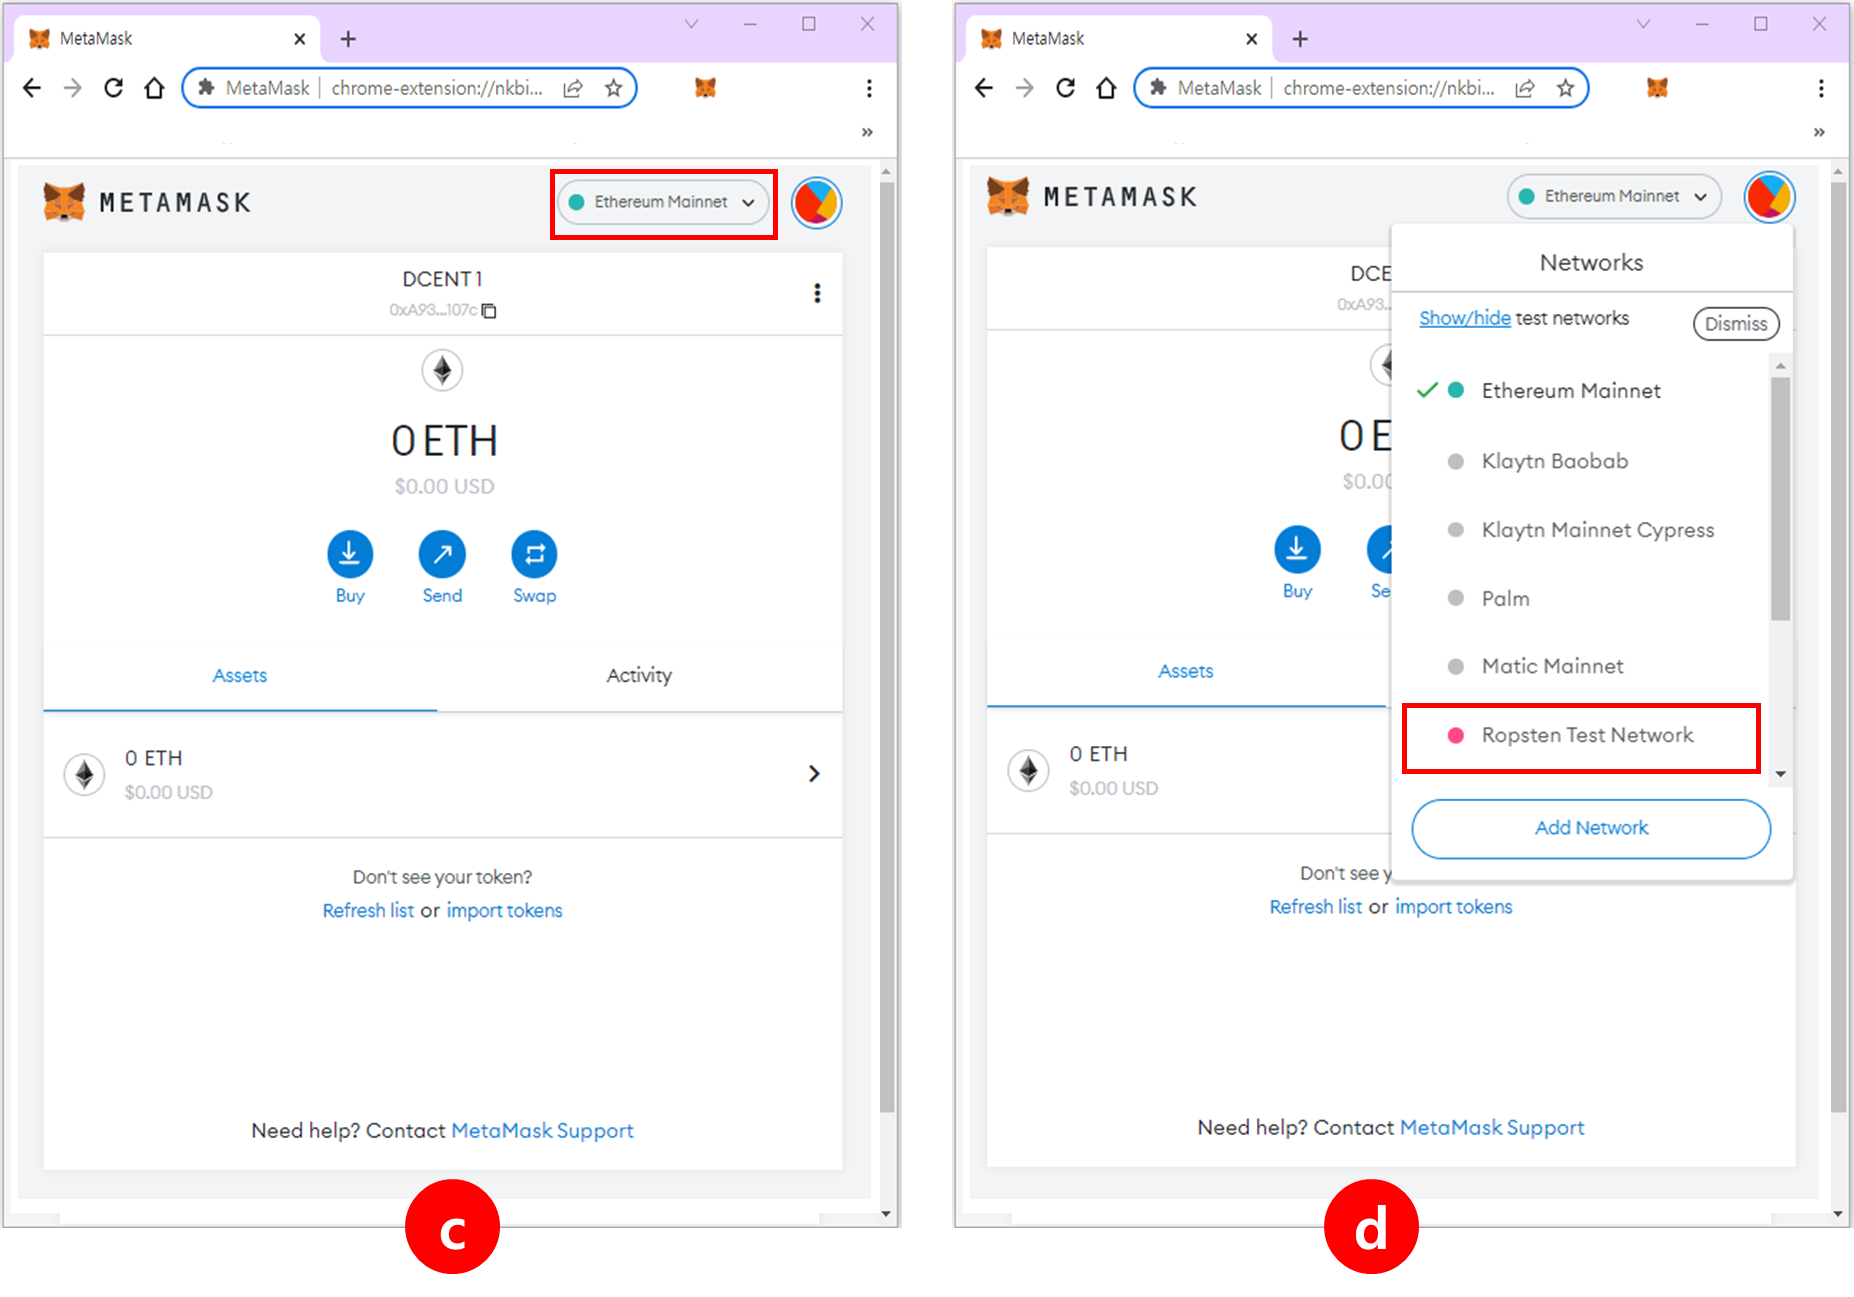 MetaMask
MetaMask | chrome-extension://nkbi...
»
METAMASK
Ethereum Mainnet
DCENT 1
0xA93...107c
0 ETH
$0.00 USD
Buy
Send
Swap
Assets
Activity
0 ETH
$0.00 USD
Don't see your token?
Refresh list or import tokens
Need help? Contact MetaMask Support
c
MetaMask
MetaMask | chrome-extension://nkbi...
»
METAMASK
Ethereum Mainnet
DCE
0xA93...
0 E
$0.00
Buy
Se
Assets
0 ETH
$0.00 USD
Don't see y
Refresh list or import tokens
Need help? Contact MetaMask Support
Networks
Show/hide test networks
Dismiss
Ethereum Mainnet
Klaytn Baobab
Klaytn Mainnet Cypress
Palm
Matic Mainnet
Ropsten Test Network
Add Network
d